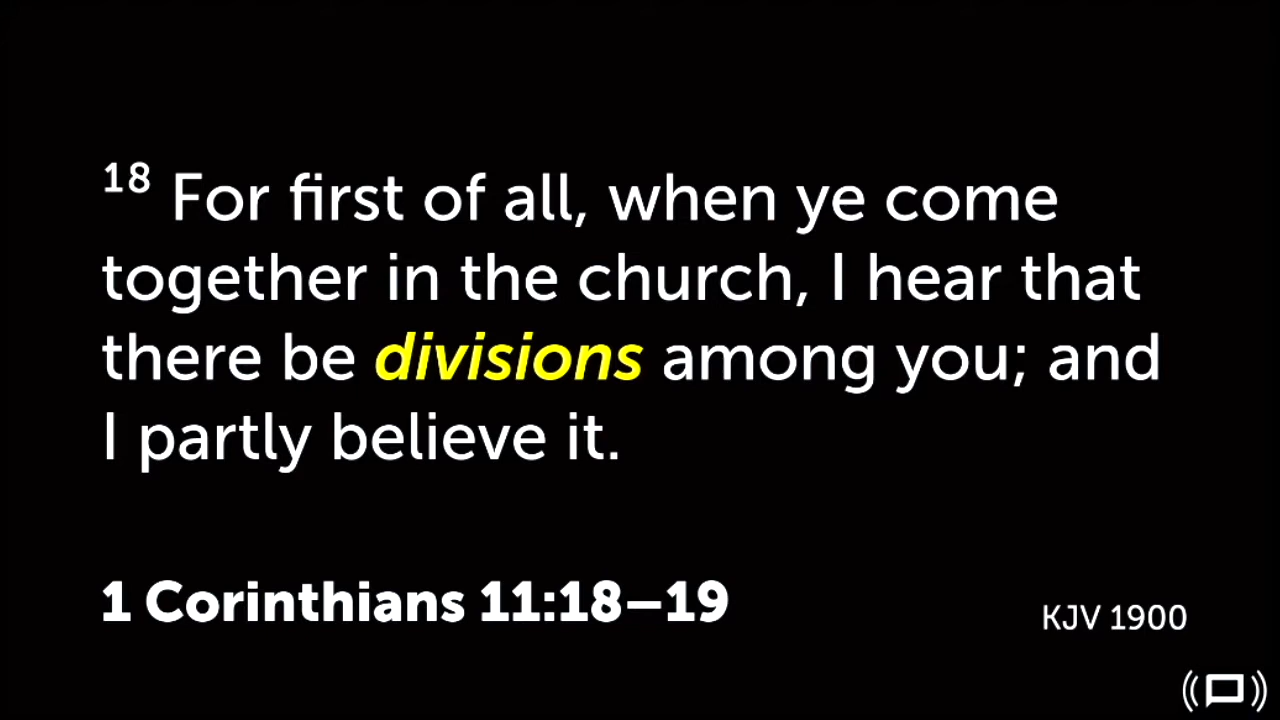 18 For first of all, when ye come
together in the church, I hear that
there be divisions among you; and
I partly believe it.
1 Corinthians 11:18–19
KJV 1900